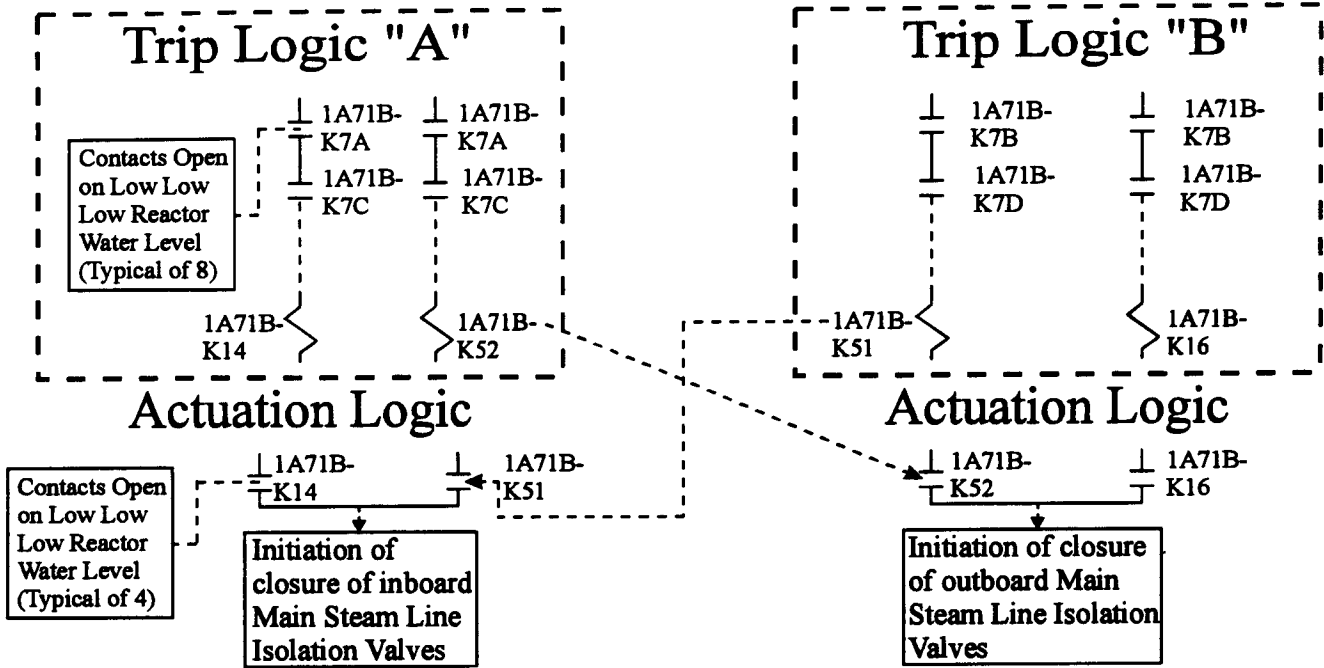 Trip Logic "A"
1A71B-
K7A
1A71B-
K7A
Contacts Open
on Low Low
Low Reactor
Water Level
(Typical of 8)
1A71B-
K7C
1A71B-
K7C
1A71B-
K14
1A71B-
K52
Trip Logic "B"
1A71B-
K7B
1A71B-
K7B
1A71B-
K7D
1A71B-
K7D
1A71B-
K51
1A71B-
K16
Actuation Logic
1A71B-
K14
1A71B-
K51
Contacts Open
on Low Low
Low Reactor
Water Level
(Typical of 4)
Initiation of
closure of inboard
Main Steam Line
Isolation Valves
Actuation Logic
1A71B-
K52
1A71B-
K16
Initiation of closure
of outboard Main
Steam Line Isolation
Valves